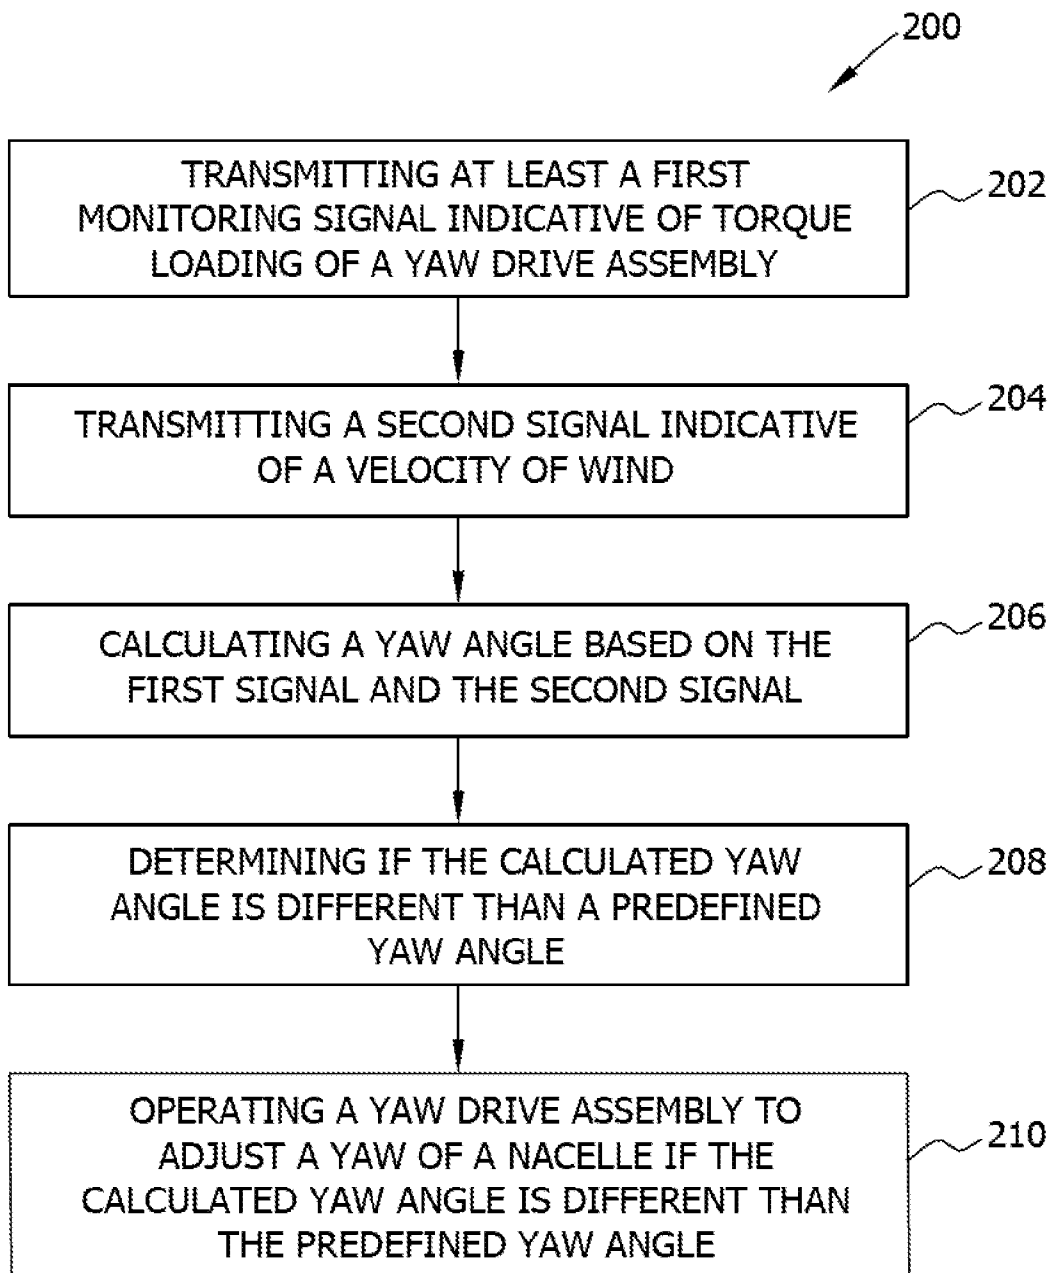 200
TRANSMITTING AT LEAST A FIRST
MONITORING SIGNAL INDICATIVE OF TORQUE
LOADING OF A YAW DRIVE ASSEMBLY
202
TRANSMITTING A SECOND SIGNAL INDICATIVE
OF A VELOCITY OF WIND
204
CALCULATING A YAW ANGLE BASED ON THE
FIRST SIGNAL AND THE SECOND SIGNAL
206
DETERMINING IF THE CALCULATED YAW
ANGLE IS DIFFERENT THAN A PREDEFINED
YAW ANGLE
208
OPERATING A YAW DRIVE ASSEMBLY TO
ADJUST A YAW OF A NACELLE IF THE
CALCULATED YAW ANGLE IS DIFFERENT THAN
THE PREDEFINED YAW ANGLE
210